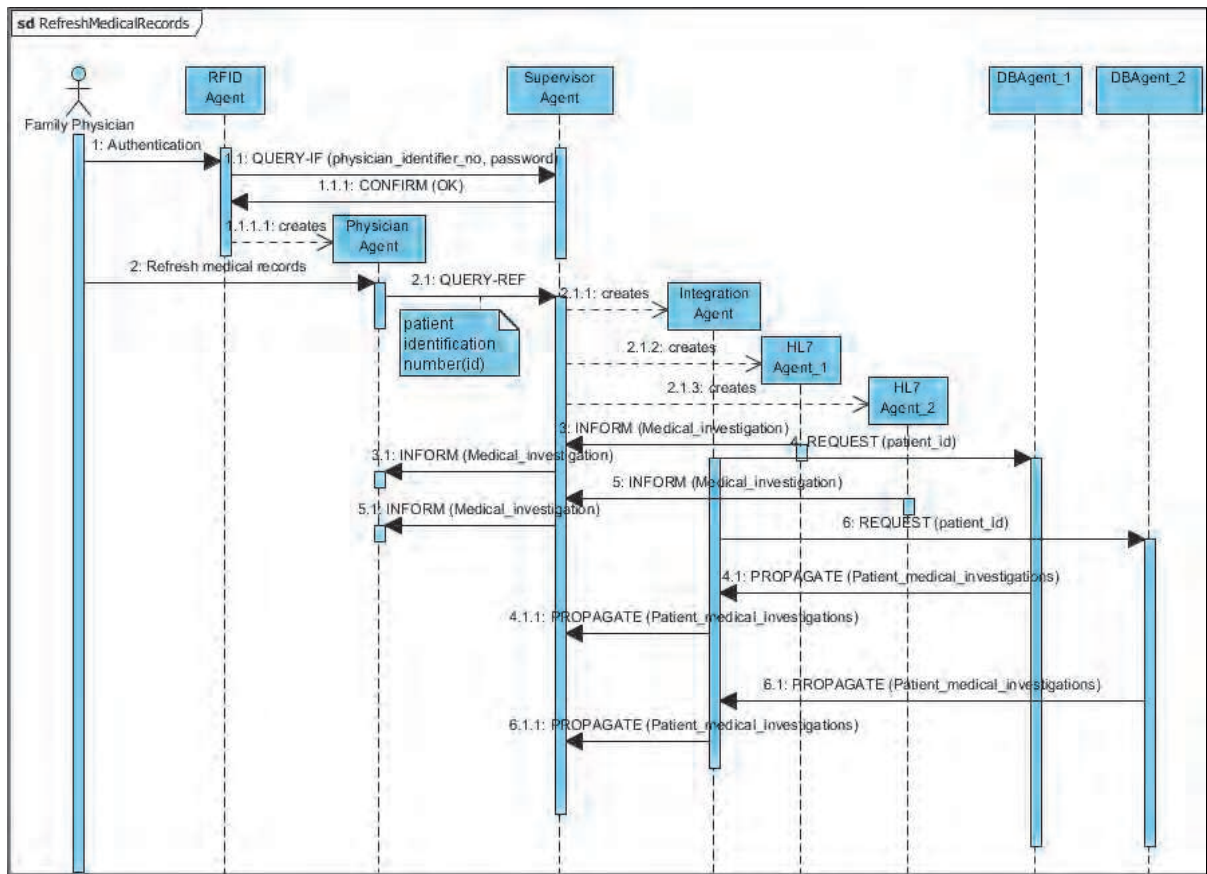 sd RefreshMedicalRecords
RFID
Agent
Supervisor
Agent
DBAgent_1
DBAgent_2
Family Physician
1: Authentication
1.1: QUERY-IF (physician_identifier_no, password)
1.1.1: CONFIRM (OK)
1.1.1.1: creates
Physician
Agent
2: Refresh medical records
2.1: QUERY-REF
patient
identification
number(id)
2.1.1: creates
Integration
Agent
2.1.2: creates
HL7
Agent_1
2.1.3: creates
HL7
Agent_2
3: INFORM (Medical_investigation)
4: REQUEST (patient_id)
3.1: INFORM (Medical_investigation)
5: INFORM (Medical_investigation)
5.1: INFORM (Medical_investigation)
6: REQUEST (patient_id)
4.1: PROPAGATE (Patient_medical_investigations)
4.1.1: PROPAGATE (Patient_medical_investigations)
6.1: PROPAGATE (Patient_medical_investigations)
6.1.1: PROPAGATE (Patient_medical_investigations)